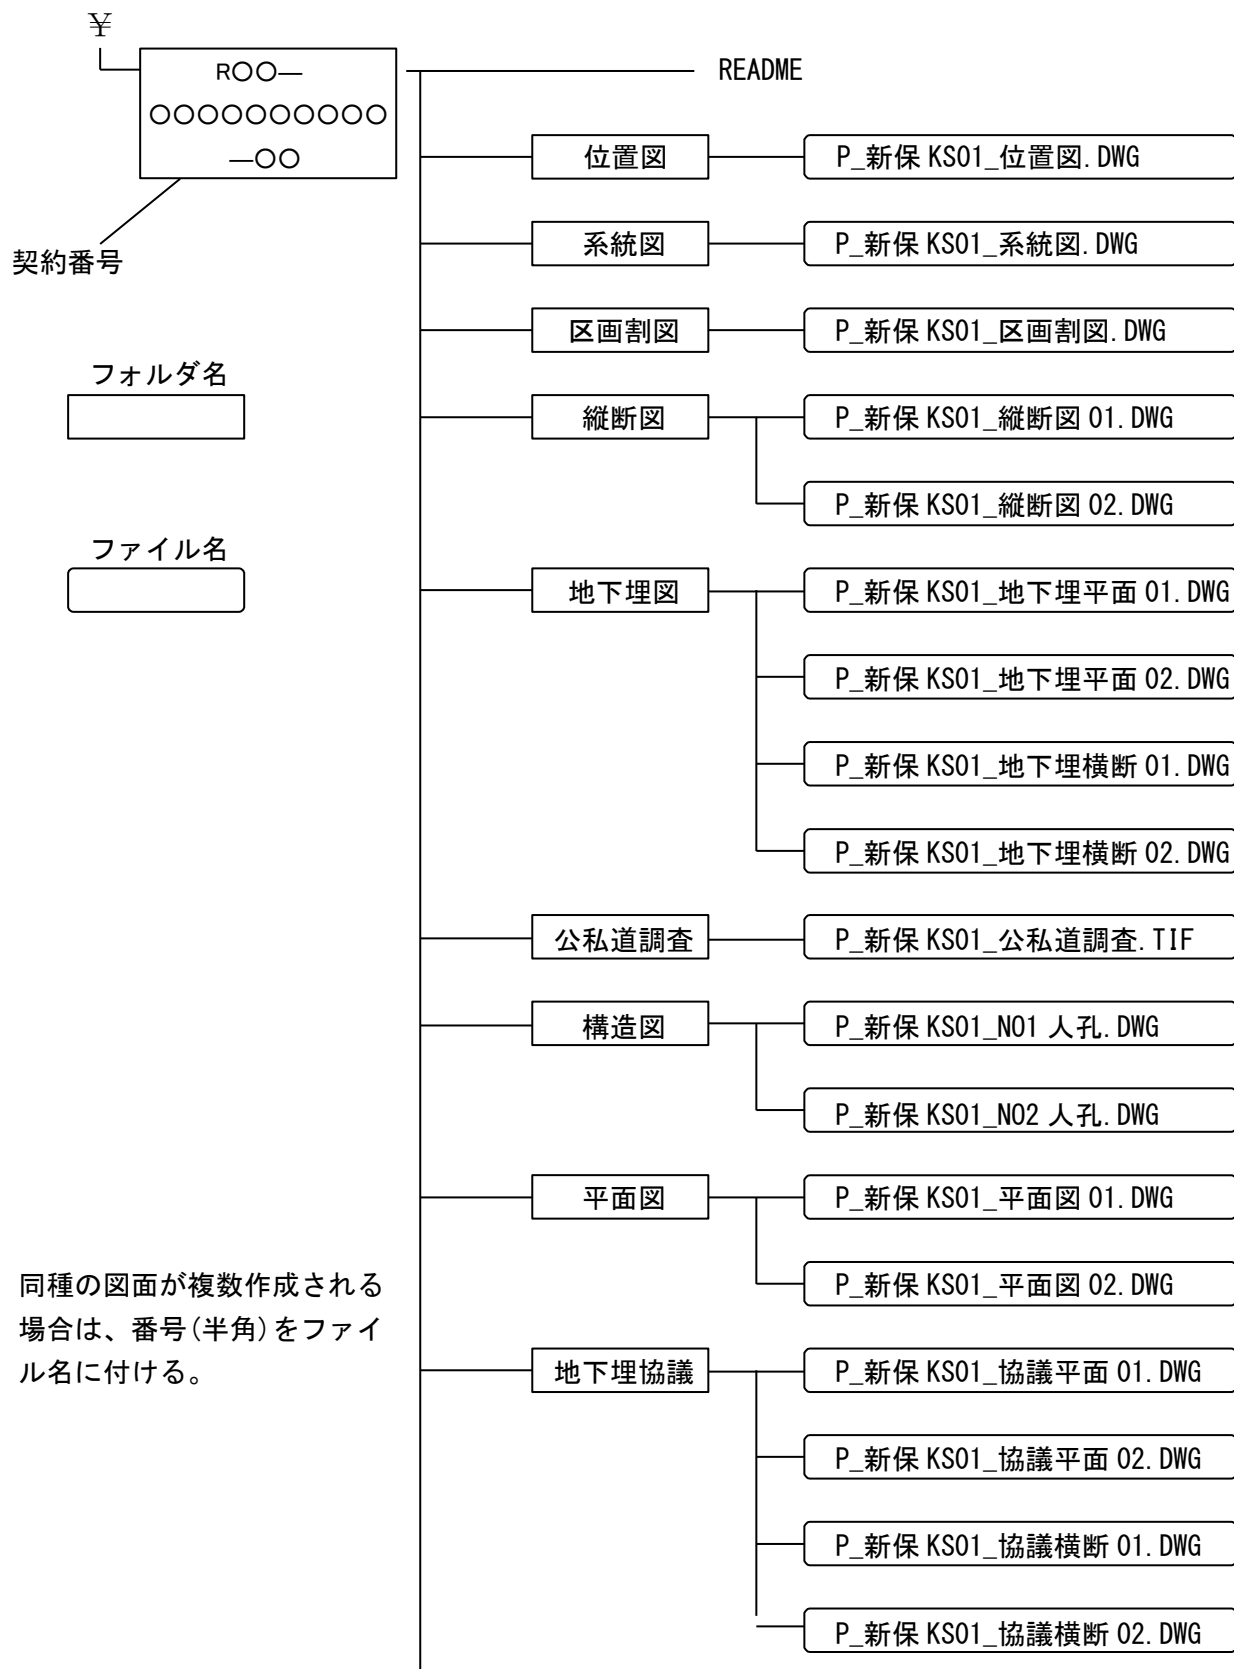 ¥
R○○―
○○○○○○○○○○
―○○
契約番号
README
位置図
P_新保 KS01_位置図.DWG
系統図
P_新保 KS01_系統図.DWG
区画割図
P_新保 KS01_区画割図.DWG
フォルダ名
縦断図
P_新保 KS01_縦断図 01.DWG
P_新保 KS01_縦断図 02.DWG
ファイル名
地下埋図
P_新保 KS01_地下埋平面 01.DWG
P_新保 KS01_地下埋平面 02.DWG
P_新保 KS01_地下埋横断 01.DWG
P_新保 KS01_地下埋横断 02.DWG
公私道調査
P_新保 KS01_公私道調査.TIF
構造図
P_新保 KS01_NO1 人孔.DWG
P_新保 KS01_NO2 人孔.DWG
平面図
P_新保 KS01_平面図 01.DWG
P_新保 KS01_平面図 02.DWG
同種の図面が複数作成される
場合は、番号(半角)をファイ
ル名に付ける。
地下埋協議
P_新保 KS01_協議平面 01.DWG
P_新保 KS01_協議平面 02.DWG
P_新保 KS01_協議横断 01.DWG
P_新保 KS01_協議横断 02.DWG